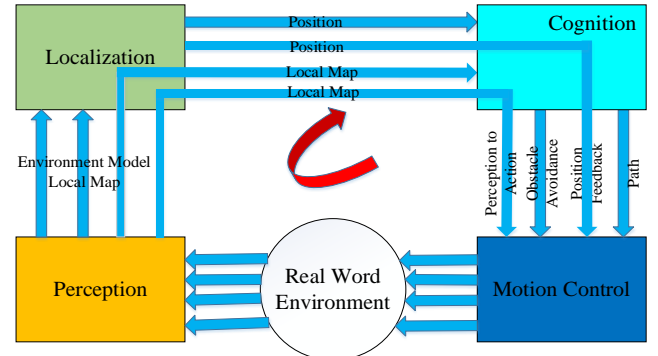 Localization
Position
Position
Local Map
Local Map
Cognition
Environment Model
Local Map
Perception to
Action
Obstacle
Avoidance
Position
Feedback
Path
Perception
Real Word
Environment
Motion Control